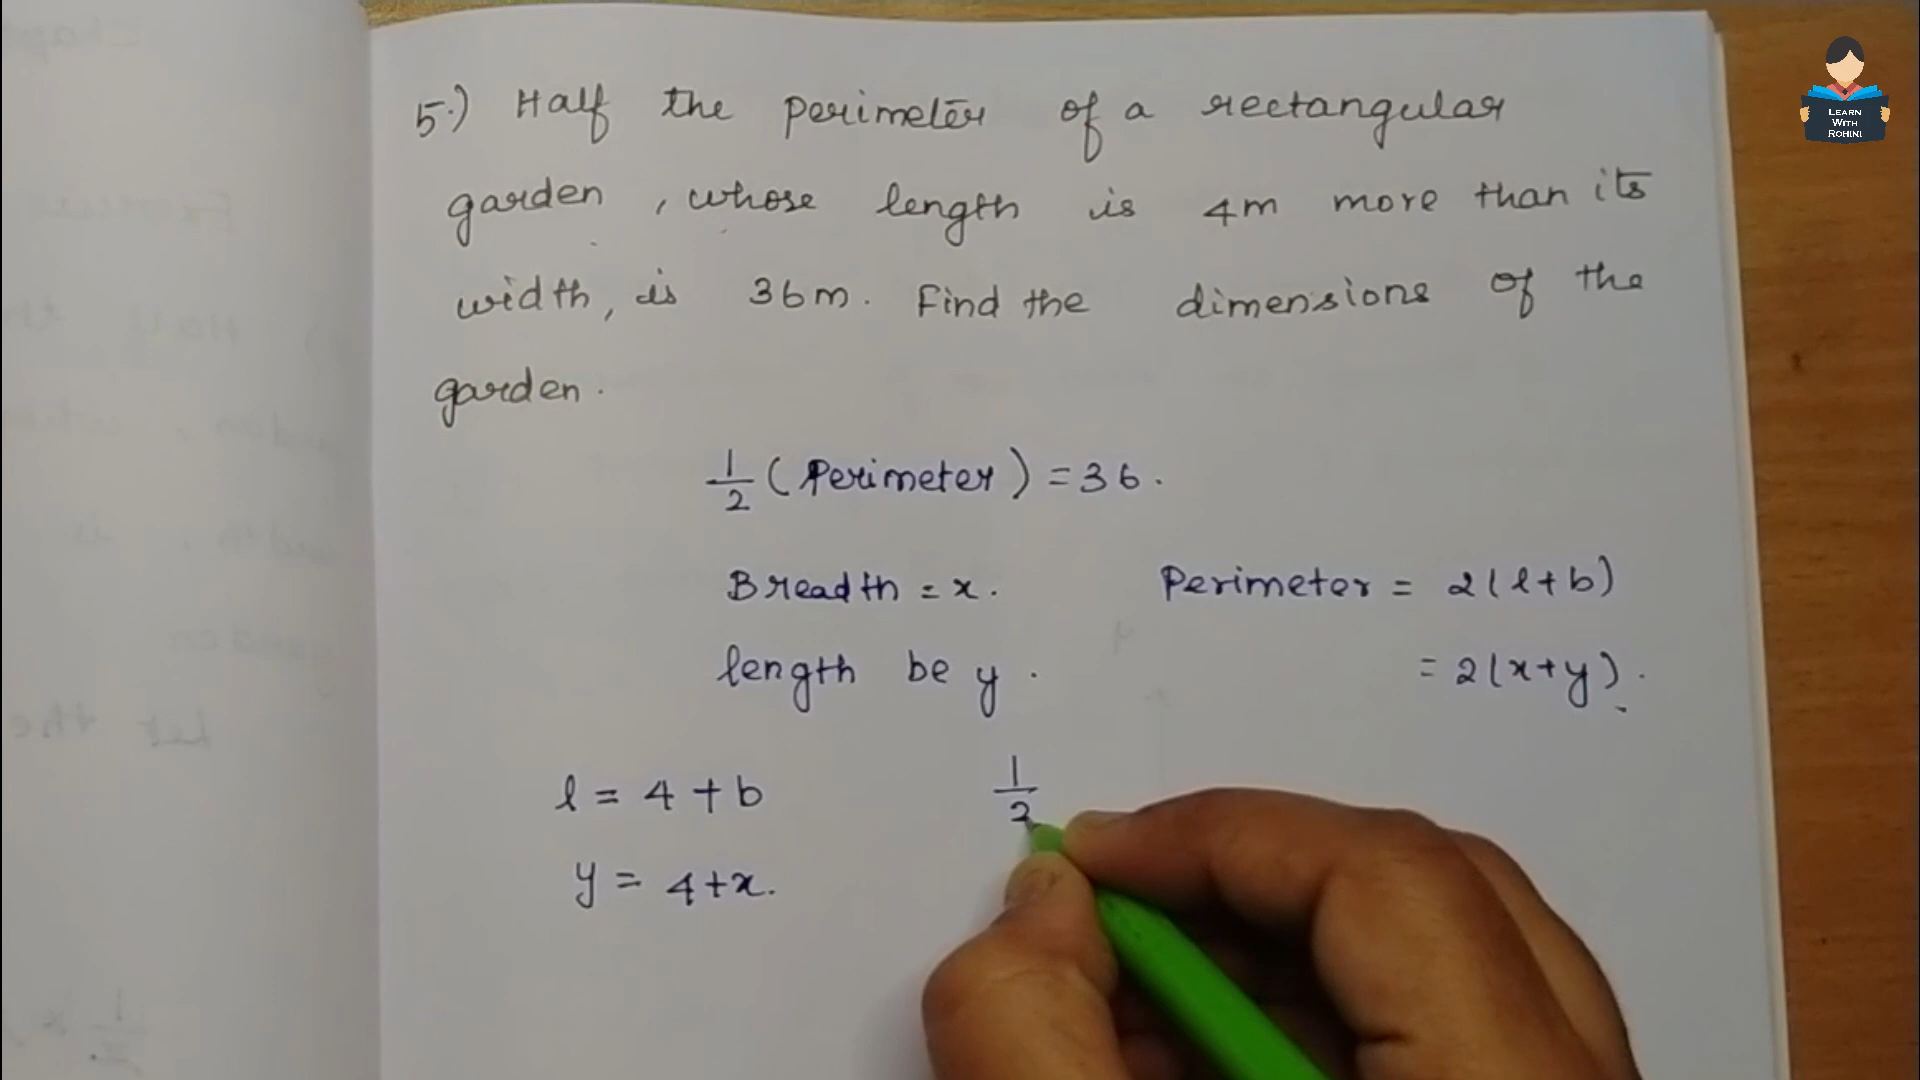 5.) Half the perimeter of a rectangular
garden, whose length is 4m more than its
width, is 36m. Find the dimensions of the
garden.
1/2 (Perimeter) = 36.
Breadth = x.
Perimeter = 2(l+b)
length be y.
= 2(x+y).
l = 4+b
1/2
y = 4+x.
LEARN
WITH
ROHINI